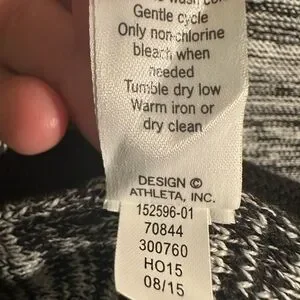 Gentle cycle
Only non-chlorine
bleach when
needed
Tumble dry low
Warm iron or
dry clean
DESIGN ©
ATHLETA, INC.
152596-01
70844
300760
HO15
08/15